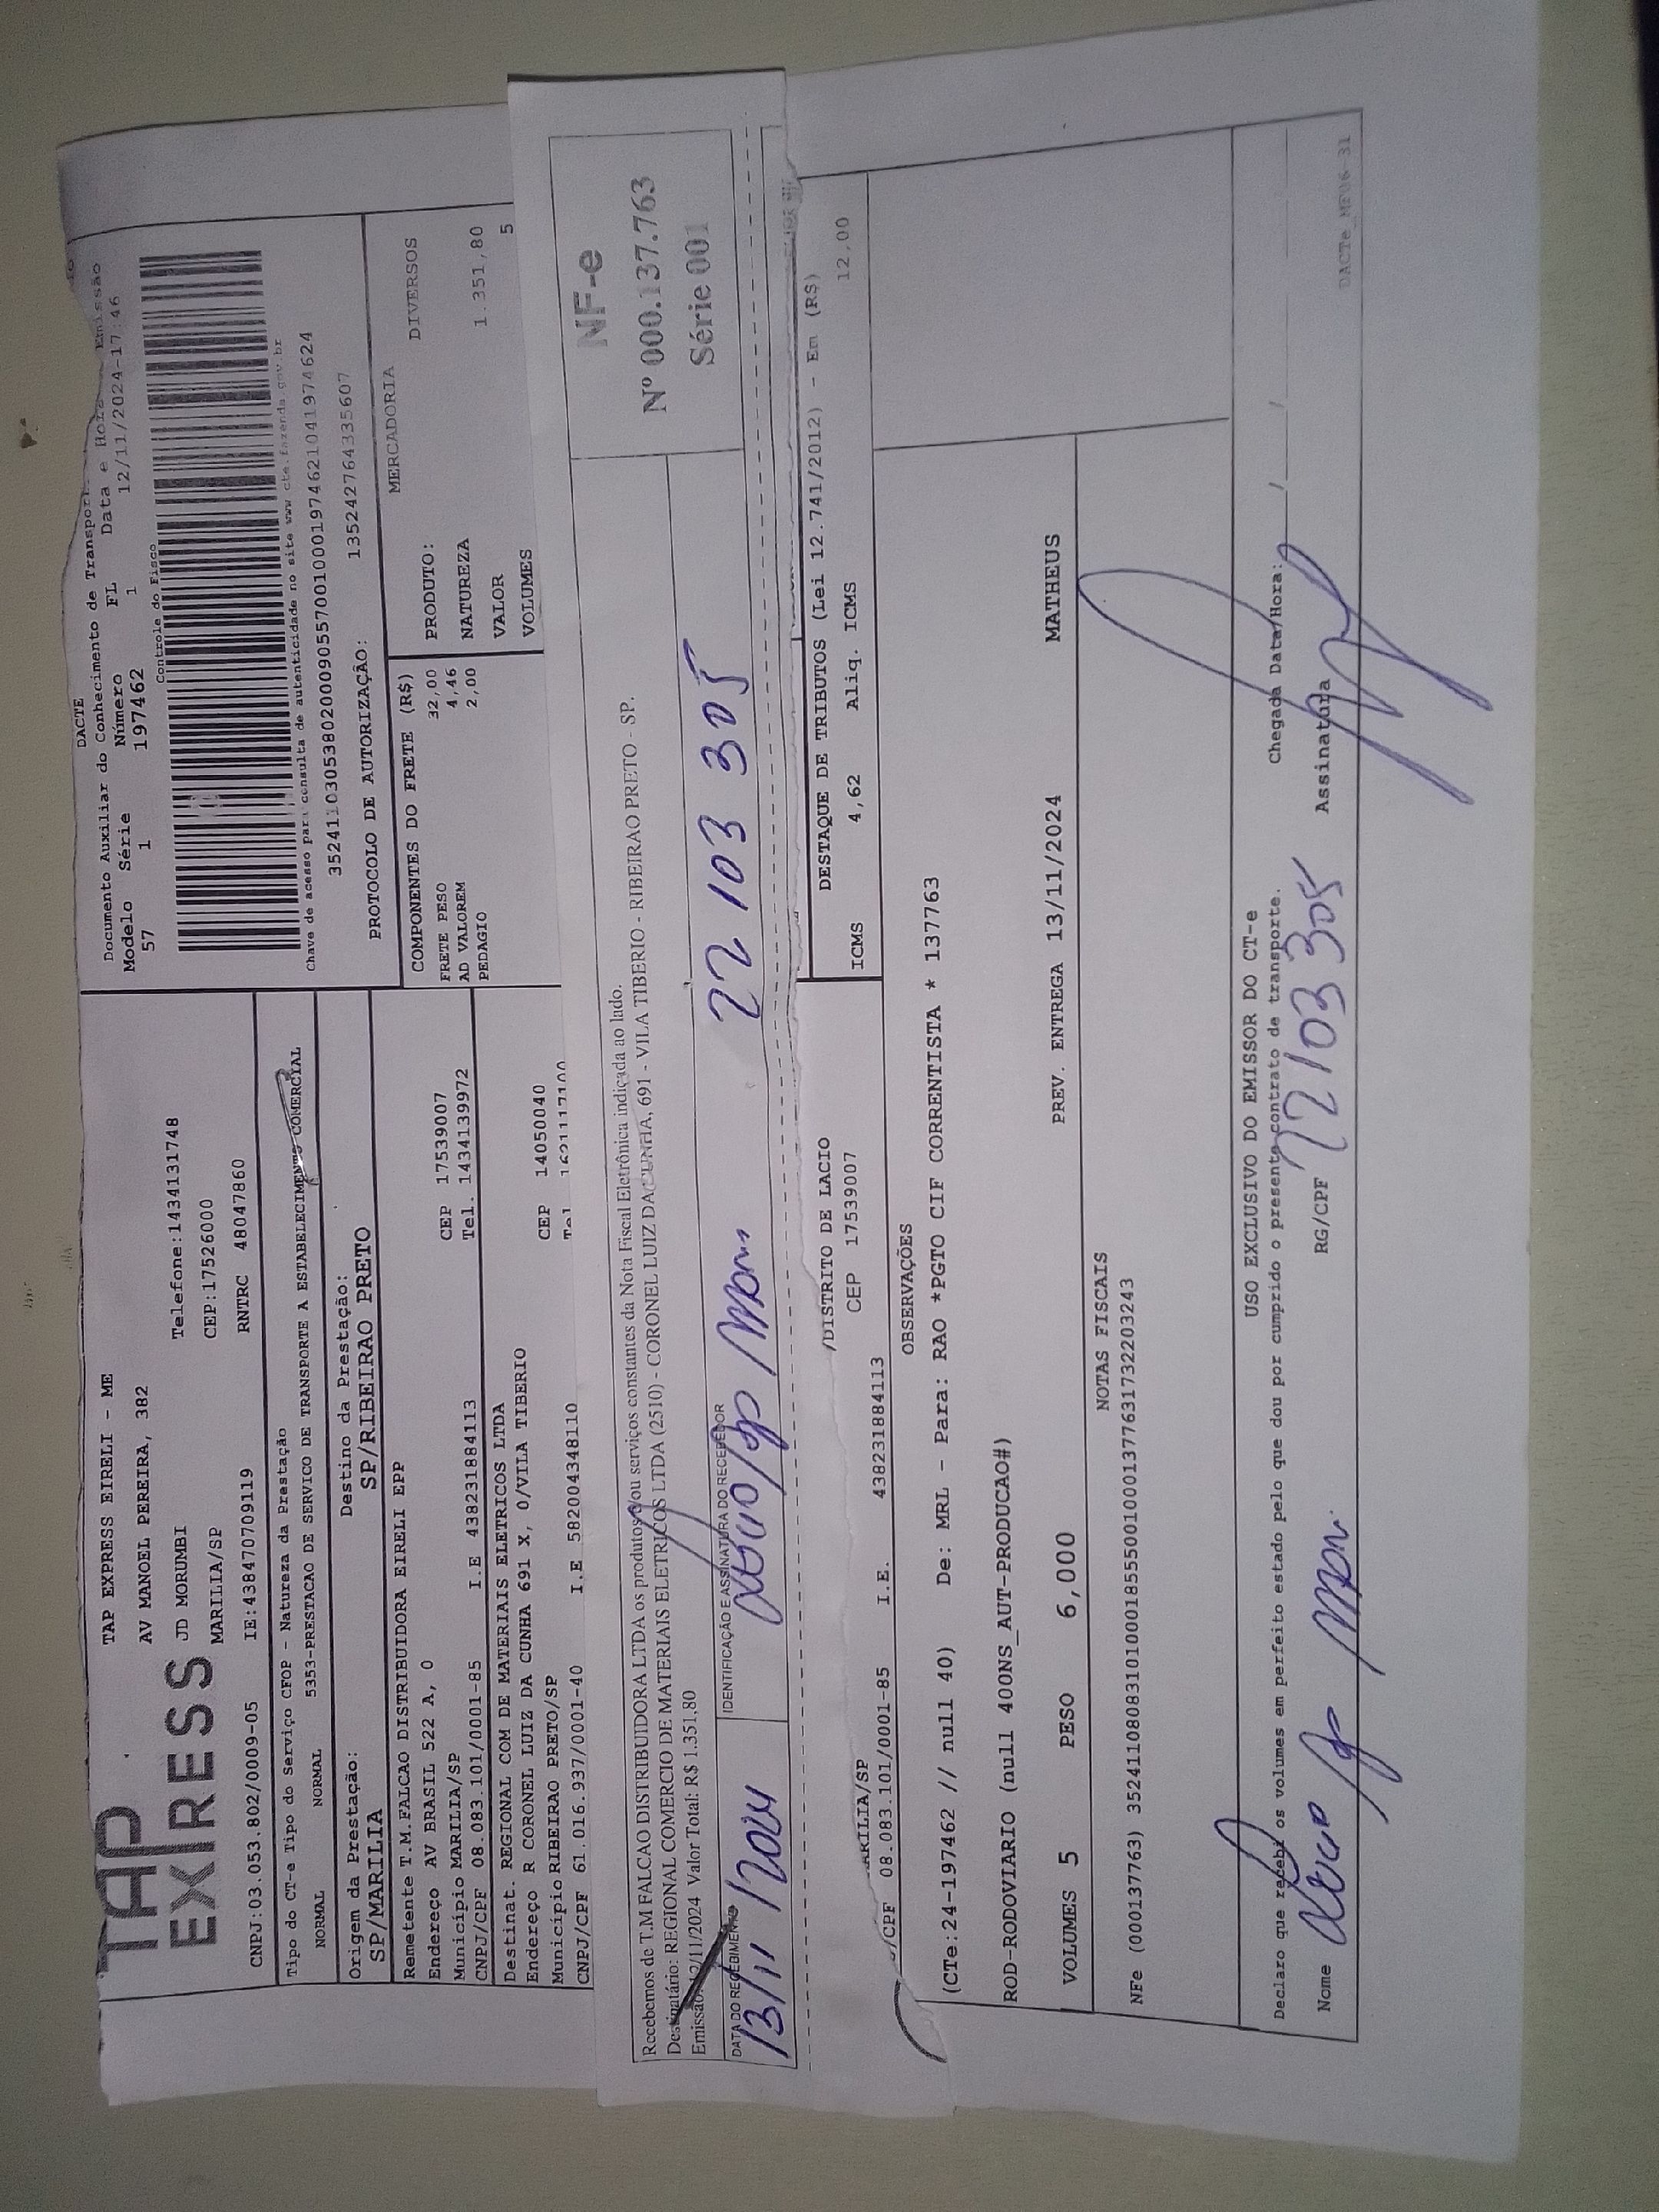 TAP
EXPRESS
TAP EXPRESS EIRELI - ME
AV MANOEL PEREIRA, 382
JD MORUMBI Telefone:1434131748
MARILIA/SP CEP:17526000
CNPJ:03.053.802/0009-05 IE:438470709119 RNTRC 48047860
DACTE
Documento Auxiliar do Conhecimento de Transport
Modelo Série Número FL Data e Hora Emissão
57 1 197462 1 12/11/2024-17:46
Controle do Fisco
Chave de acesso para consulta de autenticidade no site www cte.fazenda.gov.br
35241103053802000905570010001974621041974624
PROTOCOLO DE AUTORIZAÇÃO: 135242764335607
Tipo do CT-e Tipo do Serviço CFOP - Natureza da Prestação
NORMAL NORMAL 5353-PRESTACAO DE SERVICO DE TRANSPORTE A ESTABELECIMENTO COMERCIAL
Origem da Prestação: Destino da Prestação:
SP/MARILIA SP/RIBEIRAO PRETO
Remetente T.M.FALCAO DISTRIBUIDORA EIRELI EPP
Endereço AV BRASIL 522 A, 0 CEP 17539007
Município MARILIA/SP Tel. 1434139972
CNPJ/CPF 08.083.101/0001-85 I.E 438231884113
Destinat. REGIONAL COM DE MATERIAIS ELETRICOS LTDA
Endereço R CORONEL LUIZ DA CUNHA 691 X, 0/VILA TIBERIO
Município RIBEIRAO PRETO/SP CEP 14050040
CNPJ/CPF 61.016.937/0001-40 I.E 582004348110 Tel
COMPONENTES DO FRETE (R$)
FRETE PESO 32,00
AD VALOREM 4,46
PEDAGIO 2,00
MERCADORIA
PRODUTO: DIVERSOS
NATUREZA
VALOR 1.351,80
VOLUMES 5
Recebemos de T.M FALCAO DISTRIBUIDORA LTDA os produtos e/ou serviços constantes da Nota Fiscal Eletrônica indicada ao lado.
Destinatário: REGIONAL COMERCIO DE MATERIAIS ELETRICOS LTDA (2510) - CORONEL LUIZ DA CUNHA, 691 - VILA TIBERIO - RIBEIRAO PRETO - SP.
Emissão: 12/11/2024 Valor Total: R$ 1.351,80
DATA DO RECEBIMENTO IDENTIFICAÇÃO E ASSINATURA DO RECEBEDOR
13/11/2024 22 103 305
NF-e
Nº 000.137.763
Série 001
DESTAQUE DE TRIBUTOS (Lei 12.741/2012) - Em (R$)
ICMS 4,62 Aliq. ICMS 12,00
/DISTRITO DE LACIO
ARILIA/SP CEP 17539007
/CPF 08.083.101/0001-85 I.E. 438231884113
OBSERVAÇÕES
(CTe:24-197462 // null 40) De: MRL - Para: RAO *PGTO CIF CORRENTISTA * 137763
ROD-RODOVIARIO (null 400NS_AUT-PRODUCAO#)
VOLUMES 5 PESO 6,000 PREV. ENTREGA 13/11/2024 MATHEUS
NOTAS FISCAIS
NFe (000137763) 35241108083101000185550010001377631732203243
USO EXCLUSIVO DO EMISSOR DO CT-e
Declaro que recebi os volumes em perfeito estado pelo que dou por cumprido o presente contrato de transporte. Chegada Data/Hora: / /
Nome RG/CPF 22103305 Assinatura
DACTe_MF06-31